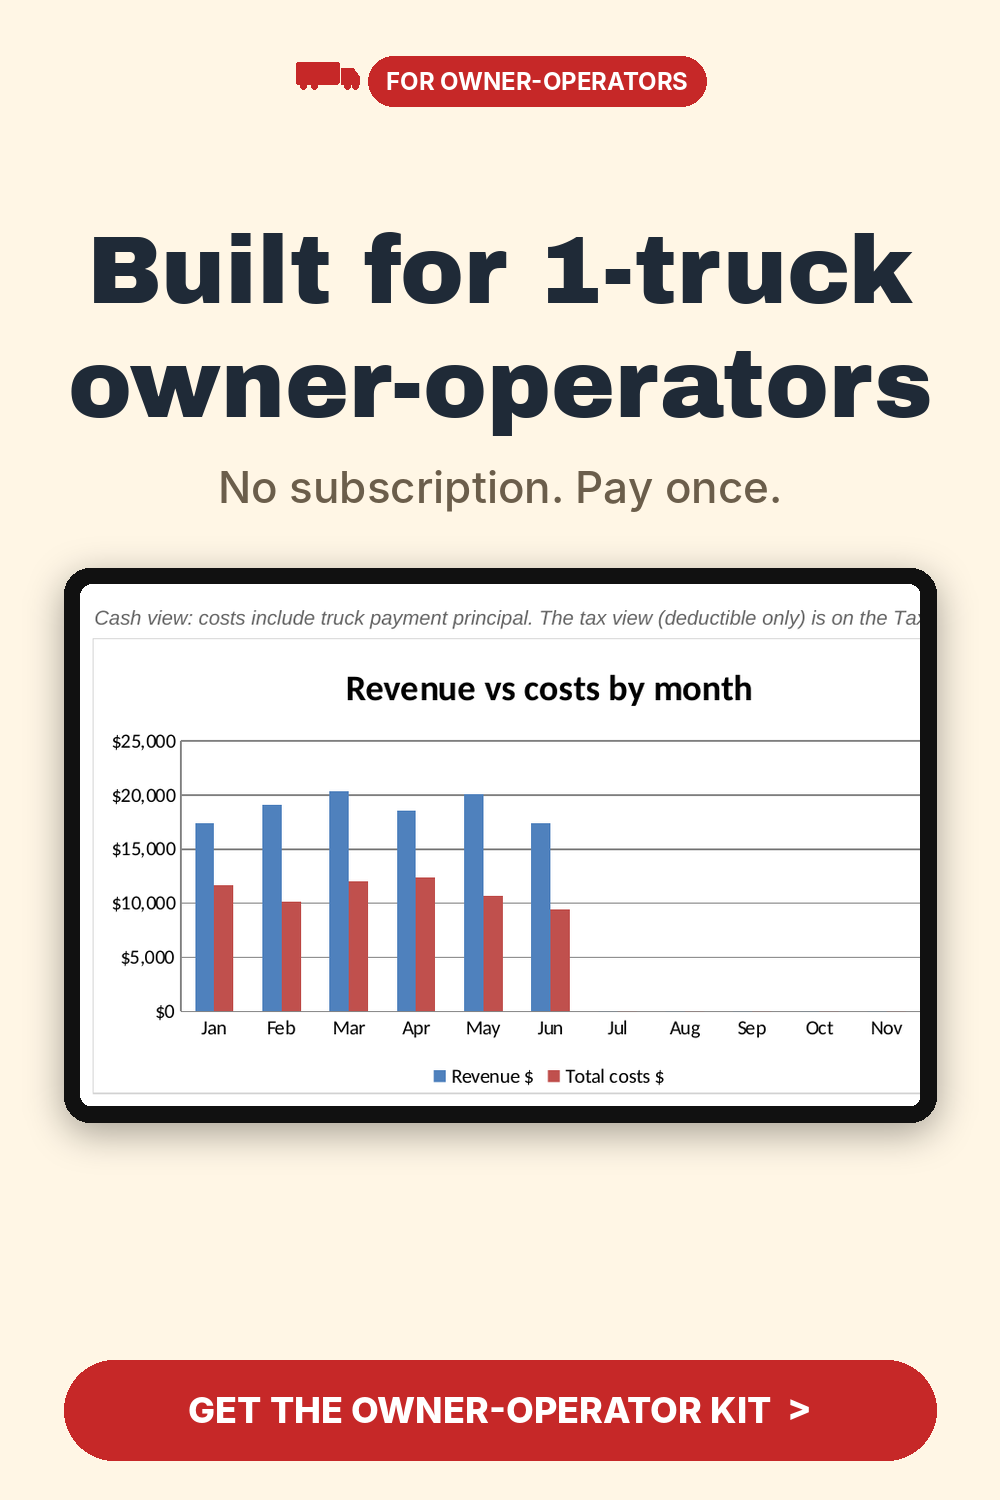 FOR OWNER-OPERATORS
Built for 1-truck
owner-operators
No subscription. Pay once.
Cash view: costs include truck payment principal. The tax view (deductible only) is on the Tax
Revenue vs costs by month
$25,000
$20,000
$15,000
$10,000
$5,000
$0
Jan Feb Mar Apr May Jun Jul Aug Sep Oct Nov
Revenue $ Total costs $
GET THE OWNER-OPERATOR KIT >